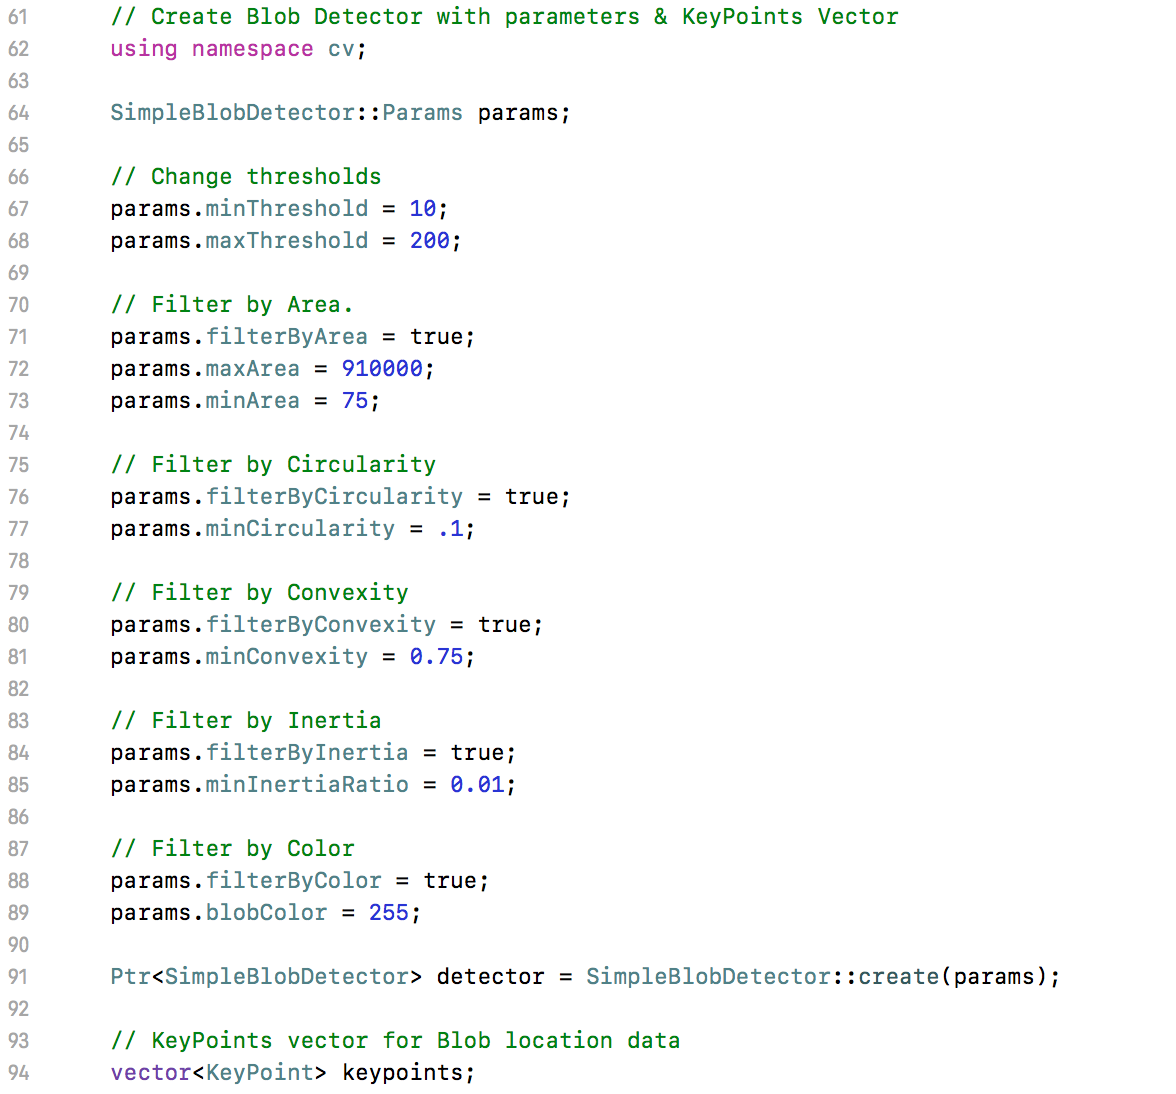 61 // Create Blob Detector with parameters & KeyPoints Vector
62 using namespace cv;
63
64 SimpleBlobDetector::Params params;
65
66 // Change thresholds
67 params.minThreshold = 10;
68 params.maxThreshold = 200;
69
70 // Filter by Area.
71 params.filterByArea = true;
72 params.maxArea = 910000;
73 params.minArea = 75;
74
75 // Filter by Circularity
76 params.filterByCircularity = true;
77 params.minCircularity = .1;
78
79 // Filter by Convexity
80 params.filterByConvexity = true;
81 params.minConvexity = 0.75;
82
83 // Filter by Inertia
84 params.filterByInertia = true;
85 params.minInertiaRatio = 0.01;
86
87 // Filter by Color
88 params.filterByColor = true;
89 params.blobColor = 255;
90
91 Ptr<SimpleBlobDetector> detector = SimpleBlobDetector::create(params);
92
93 // KeyPoints vector for Blob location data
94 vector<KeyPoint> keypoints;